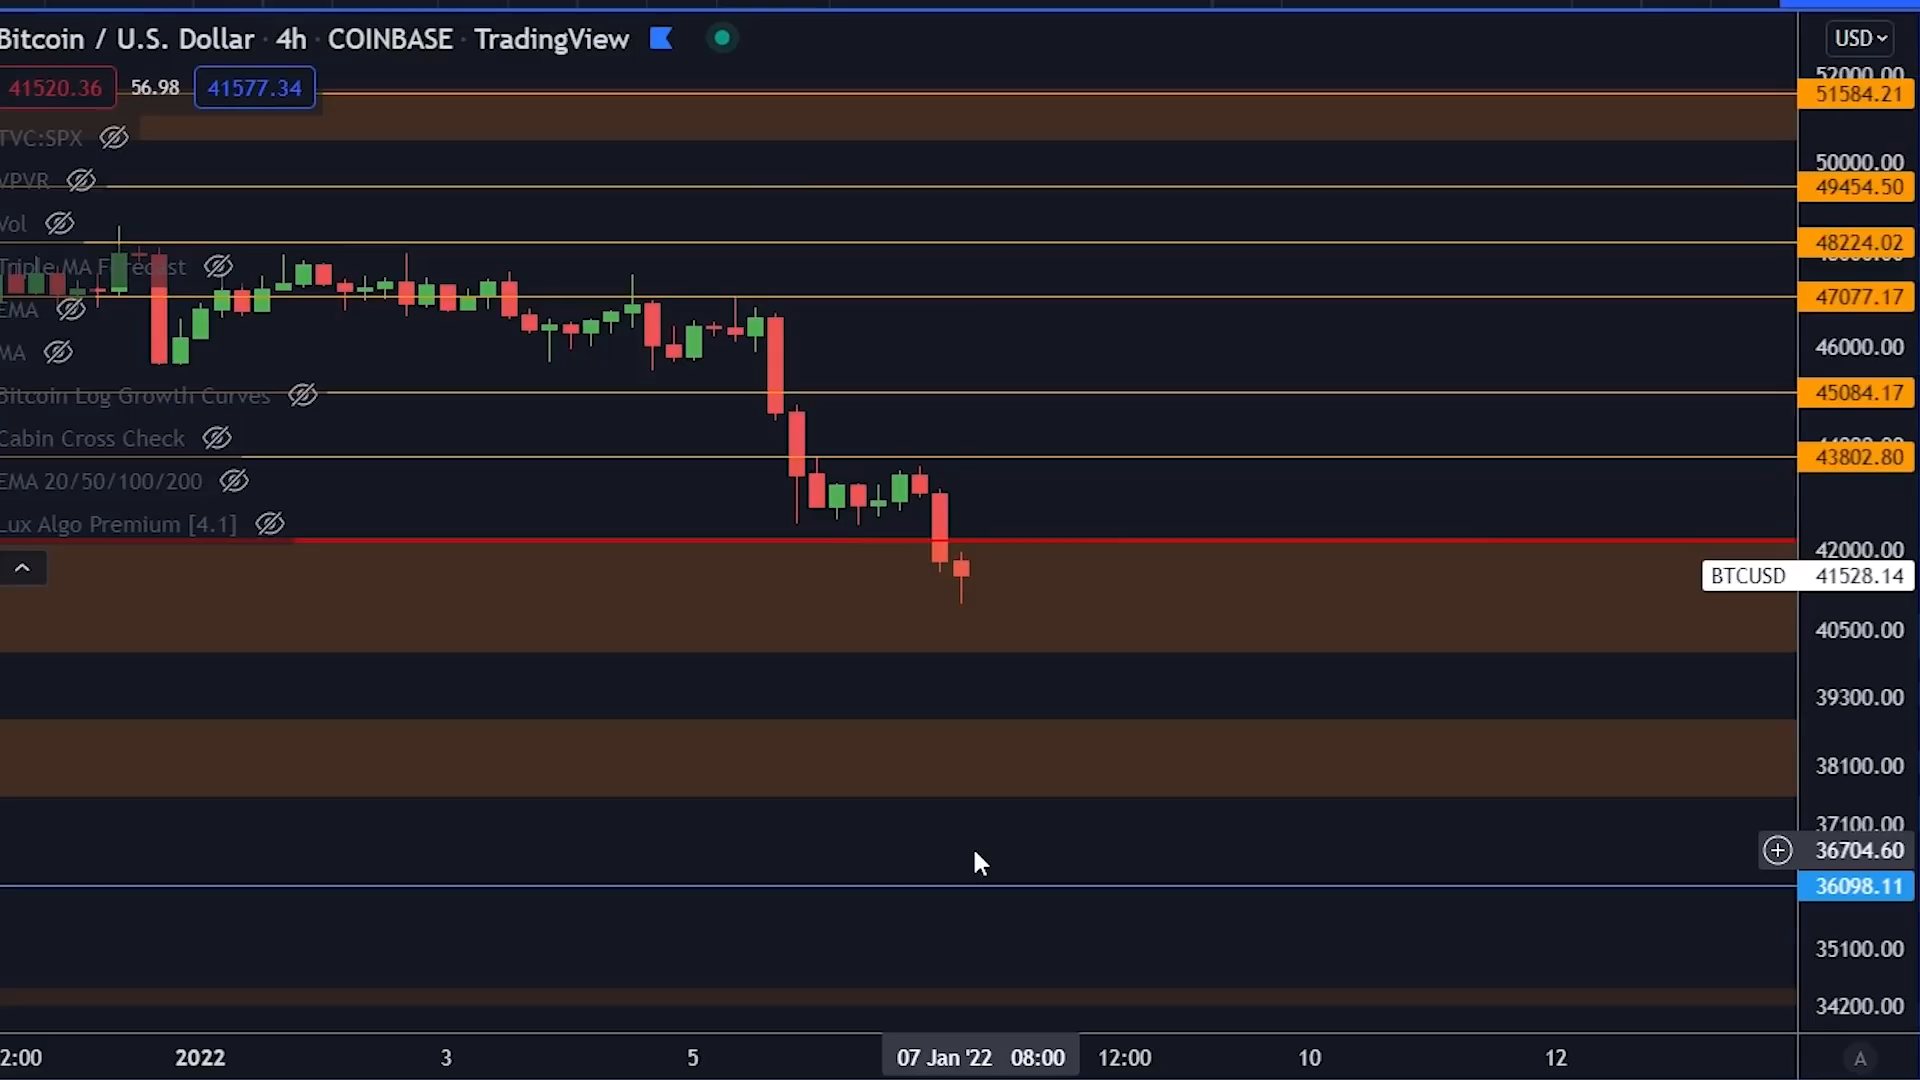 Bitcoin / U.S. Dollar · 4h · COINBASE · TradingView
USD
52000.00
41520.36 56.98 41577.34
51584.21
TVC:SPX
50000.00
VPVR
49454.50
Vol
48224.02
Triple MA Forecast
47077.17
EMA
MA
46000.00
Bitcoin Log Growth Curves
45084.17
Cabin Cross Check
43802.80
EMA 20/50/100/200
Lux Algo Premium [4.1]
42000.00
BTCUSD 41528.14
40500.00
39300.00
38100.00
37100.00
36704.60
36098.11
35100.00
34200.00
2:00 2022 3 5 07 Jan '22 08:00 12:00 10 12 A